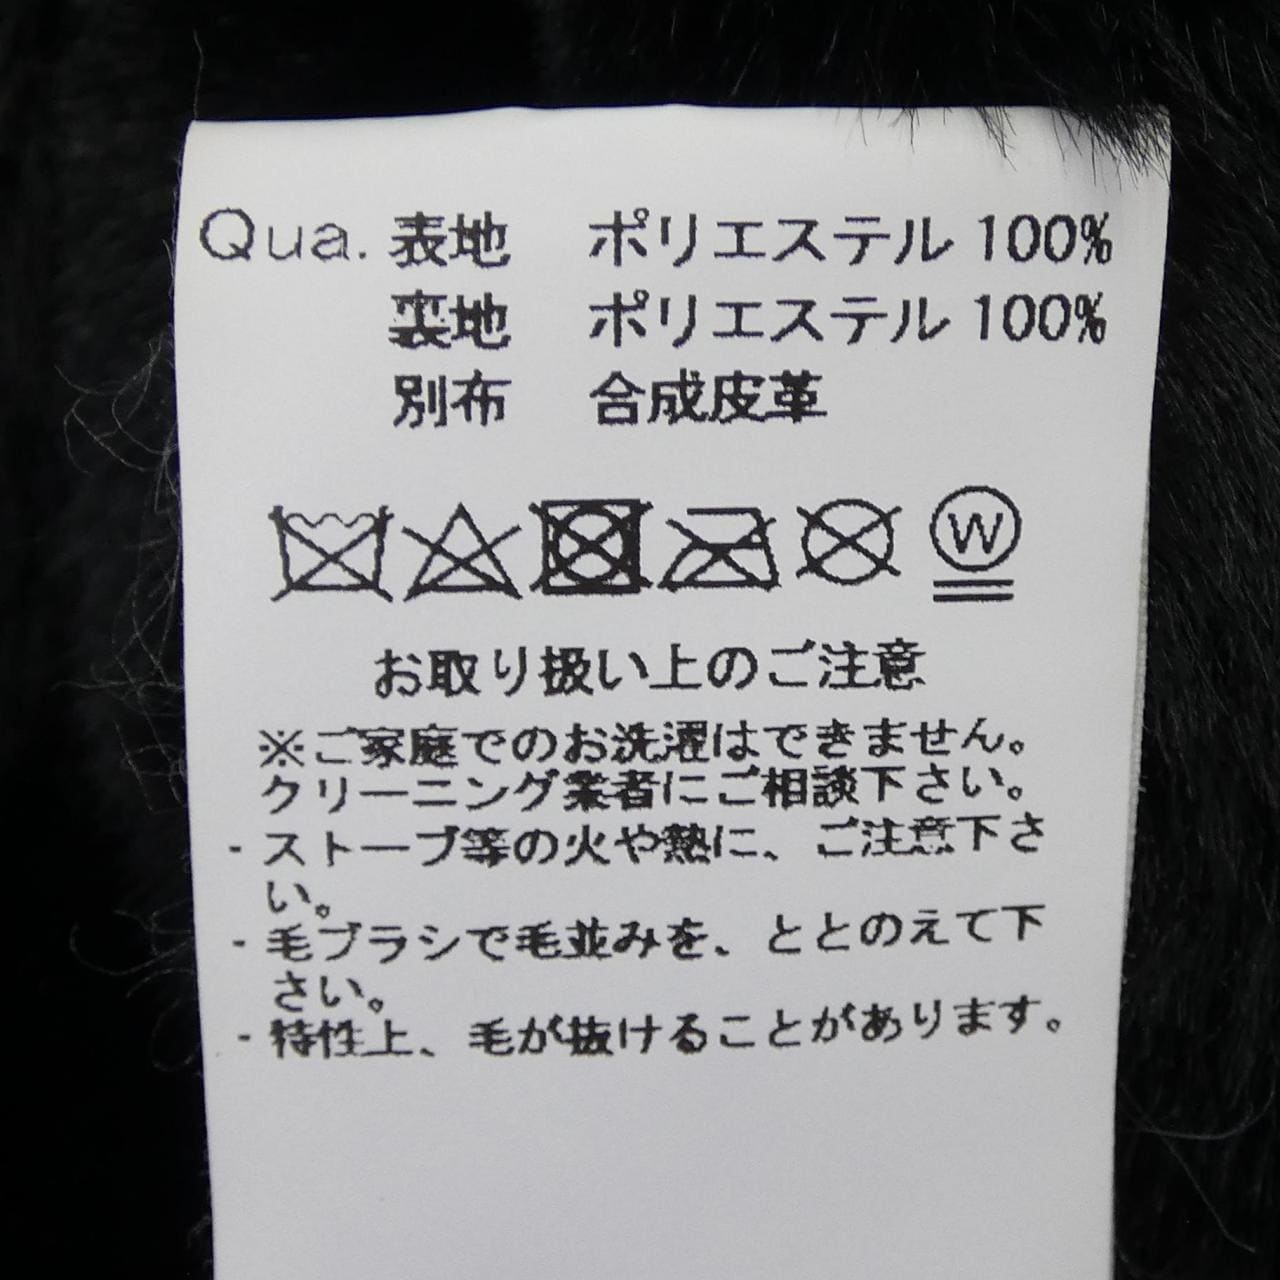 Qua. 表地 ポリエステル 100%
裏地 ポリエステル 100%
別布 合成皮革
W
お取り扱い上のご注意
※ご家庭でのお洗濯はできません。
クリーニング業者にご相談下さい。
- ストーブ等の火や熱に、ご注意下さ
い。
- 毛ブラシで毛並みを、ととのえて下
さい。
- 特性上、毛が抜けることがあります。